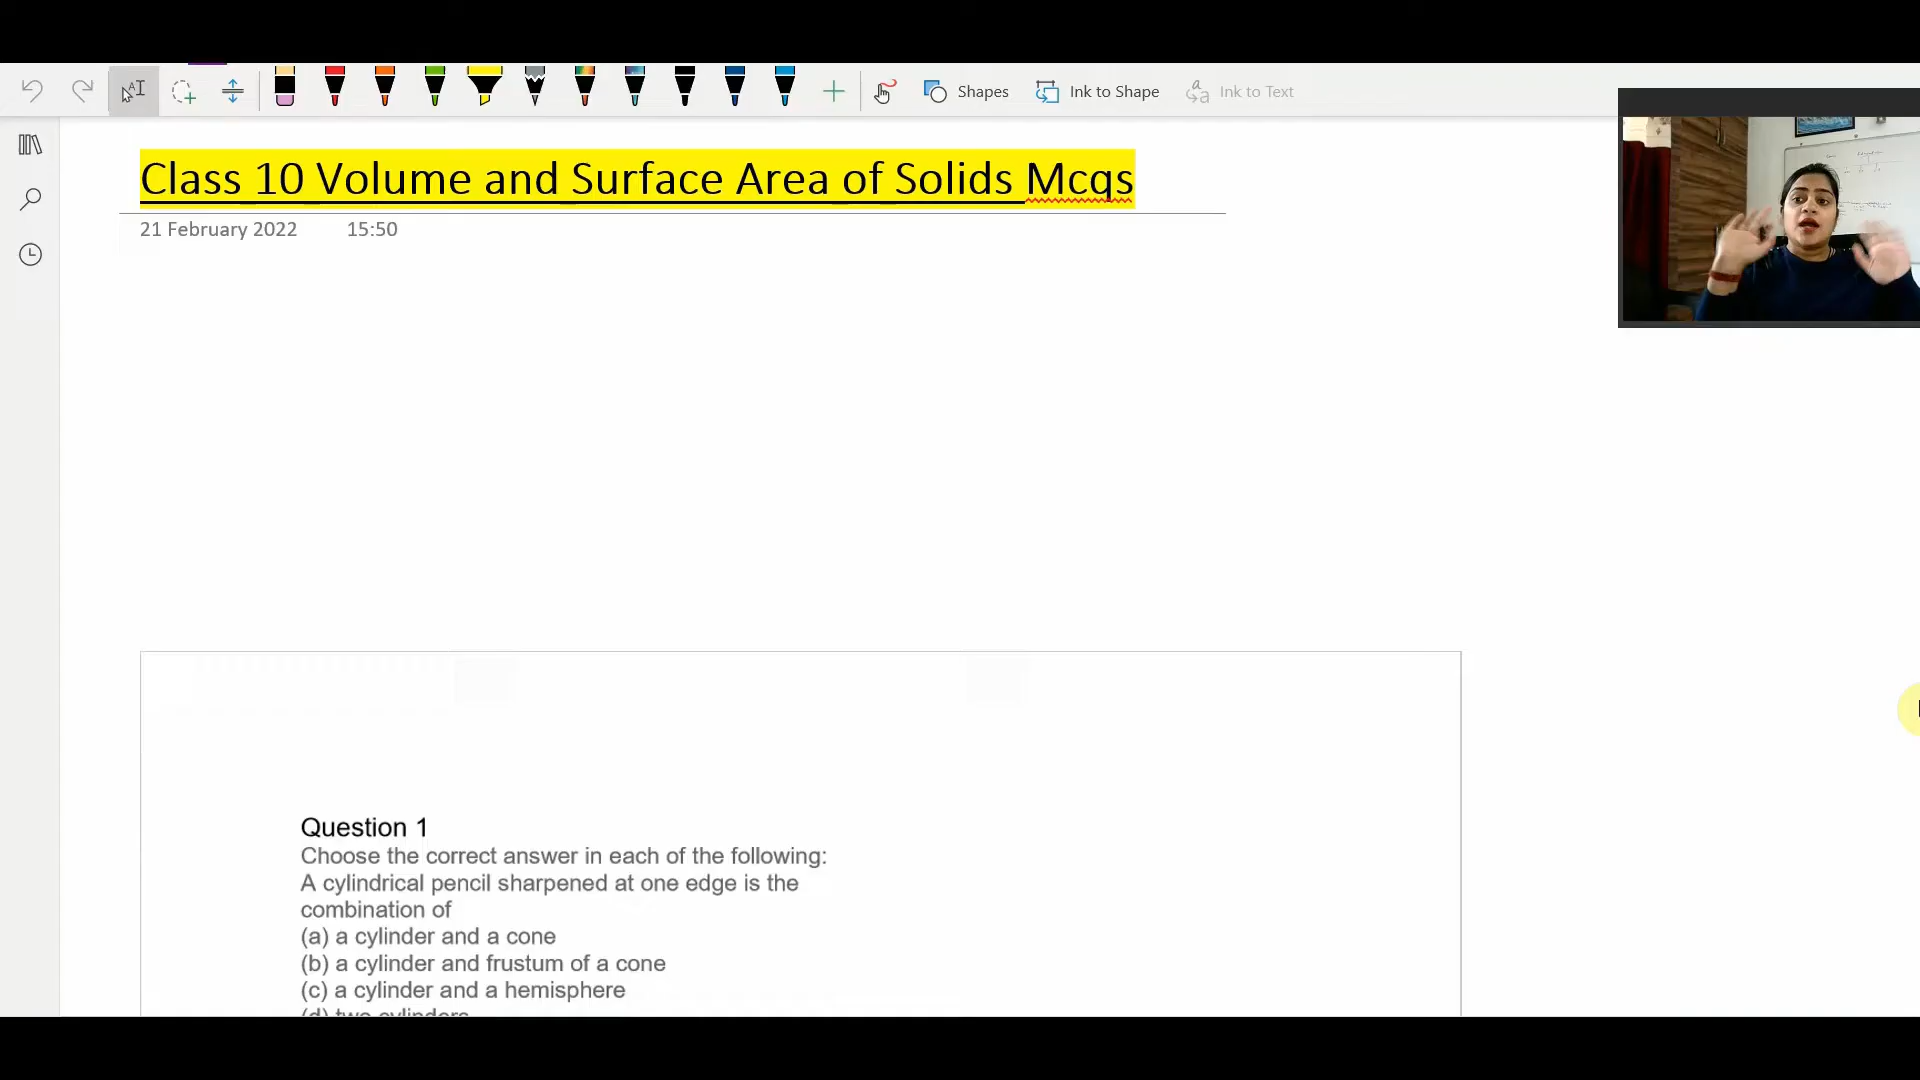 Shapes
Ink to Shape
Ink to Text
Class 10 Volume and Surface Area of Solids Mcqs
21 February 2022 15:50
Question 1
Choose the correct answer in each of the following:
A cylindrical pencil sharpened at one edge is the
combination of
(a) a cylinder and a cone
(b) a cylinder and frustum of a cone
(c) a cylinder and a hemisphere
(d) two cylinders